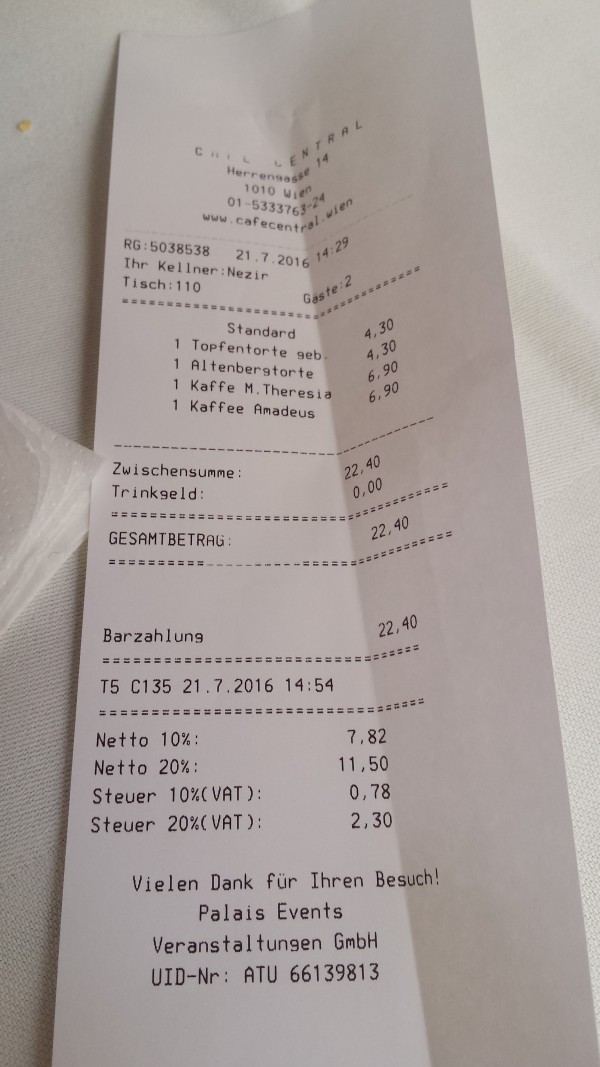 CENTRAL
Herrengasse 14
1010 Wien
01-5333763-24
www.cafecentral.wien
RG:5038538 21.7.2016 14:29
Ihr Kellner:Nezir
Tisch:110 Gäste:2
Standard
1 Topfentorte geb. 4,30
1 Altenbergtorte 4,30
1 Kaffe M.Theresia 6,90
1 Kaffee Amadeus 6,90
Zwischensumme: 22,40
Trinkgeld: 0,00
GESAMTBETRAG: 22,40
Barzahlung 22,40
T5 C135 21.7.2016 14:54
Netto 10%: 7,82
Netto 20%: 11,50
Steuer 10%(VAT): 0,78
Steuer 20%(VAT): 2,30
Vielen Dank für Ihren Besuch!
Palais Events
Veranstaltungen GmbH
UID-Nr: ATU 66139813